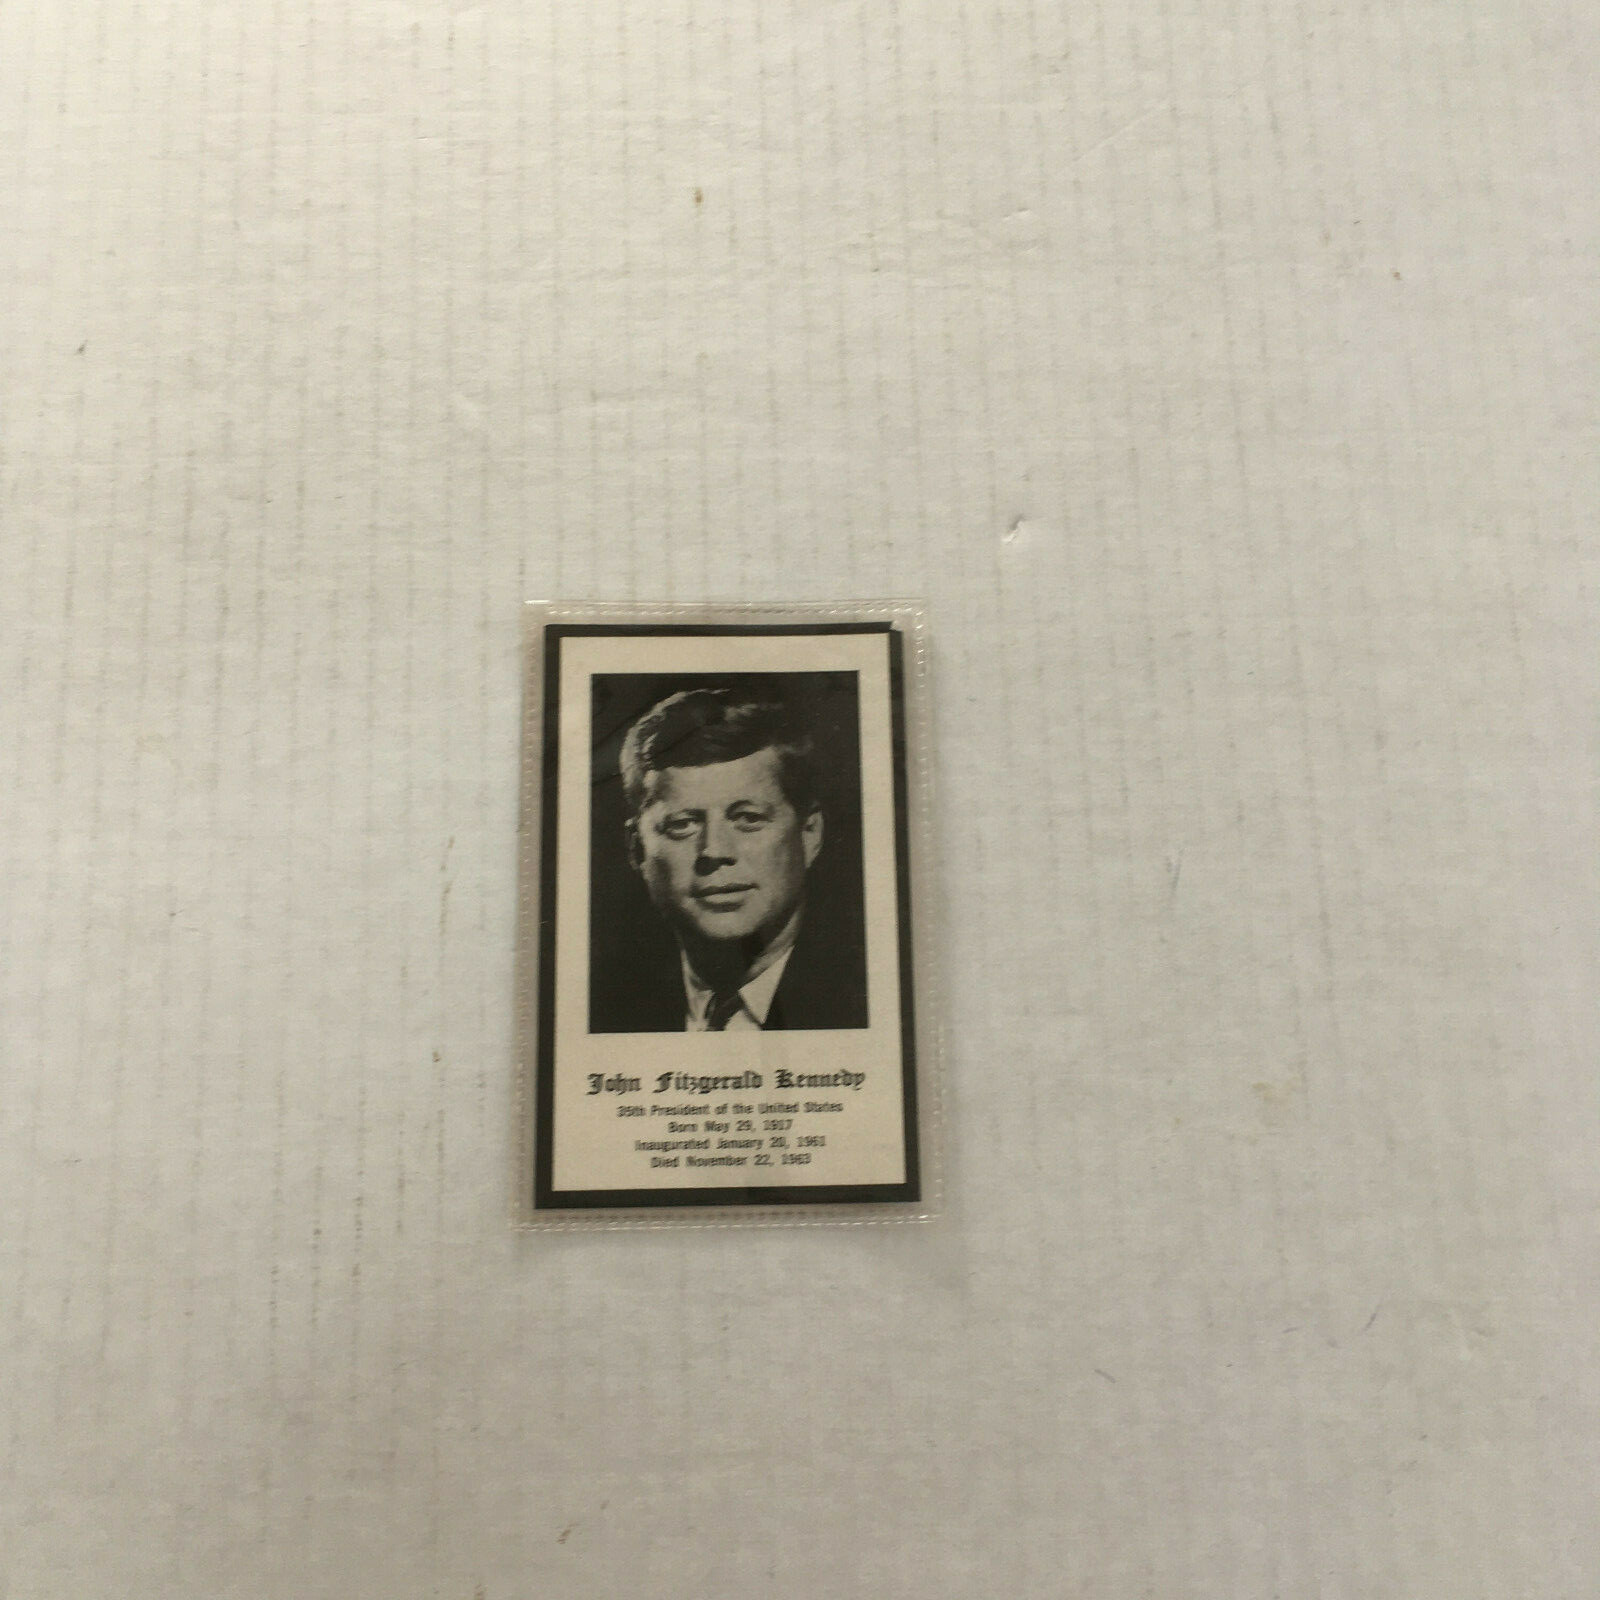 John Fitzgerald Kennedy
35th President of the United States
Born May 29, 1917
Inaugurated January 20, 1961
Died November 22, 1963